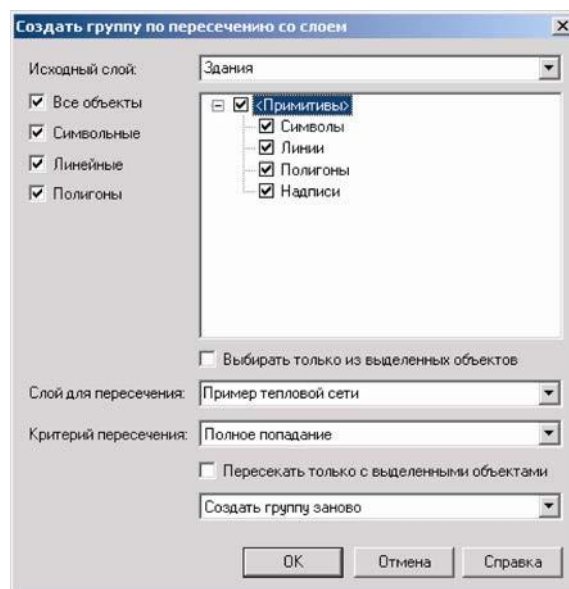 Создать группу по пересечению со слоем
Исходный слой: Здания
Все объекты
Символьные
Линейные
Полигоны
<Примитивы>
Символы
Линии
Полигоны
Надписи
Выбирать только из выделенных объектов
Слой для пересечения: Пример тепловой сети
Критерий пересечения: Полное попадание
Пересекать только с выделенными объектами
Создать группу заново
OK Отмена Справка